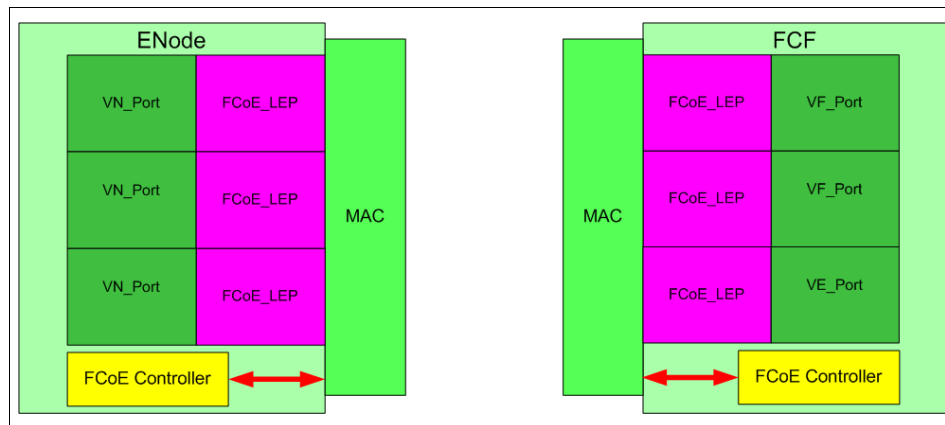 ENode
VN_Port
FCoE_LEP
VN_Port
FCoE_LEP
VN_Port
FCoE_LEP
FCoE Controller
MAC
MAC
FCF
FCoE_LEP
VF_Port
FCoE_LEP
VF_Port
FCoE_LEP
VE_Port
FCoE Controller